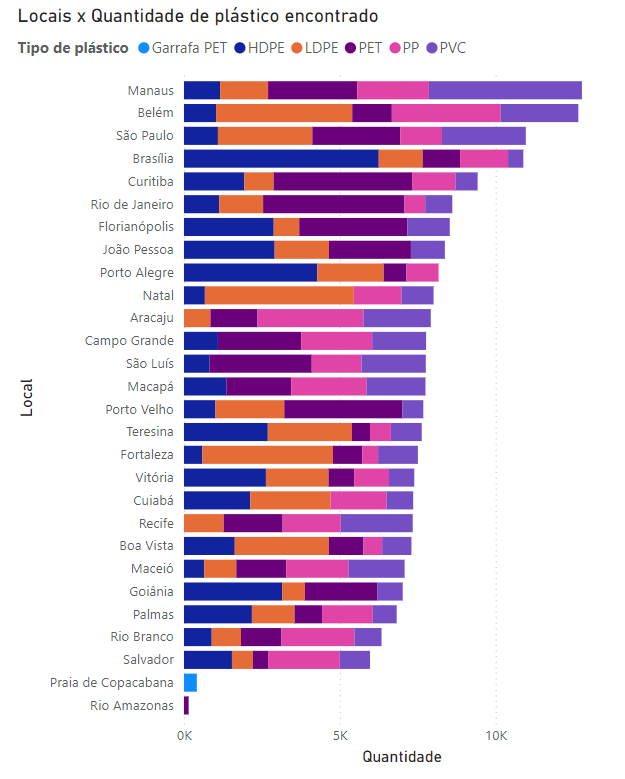 Locais x Quantidade de plástico encontrado
Tipo de plástico Garrafa PET HDPE LDPE PET PP PVC
Manaus
Belém
São Paulo
Brasília
Curitiba
Rio de Janeiro
Florianópolis
João Pessoa
Porto Alegre
Natal
Aracaju
Campo Grande
São Luís
Macapá
Porto Velho
Teresina
Fortaleza
Vitória
Cuiabá
Recife
Boa Vista
Maceió
Goiânia
Palmas
Rio Branco
Salvador
Praia de Copacabana
Rio Amazonas
Local
0K 5K 10K
Quantidade